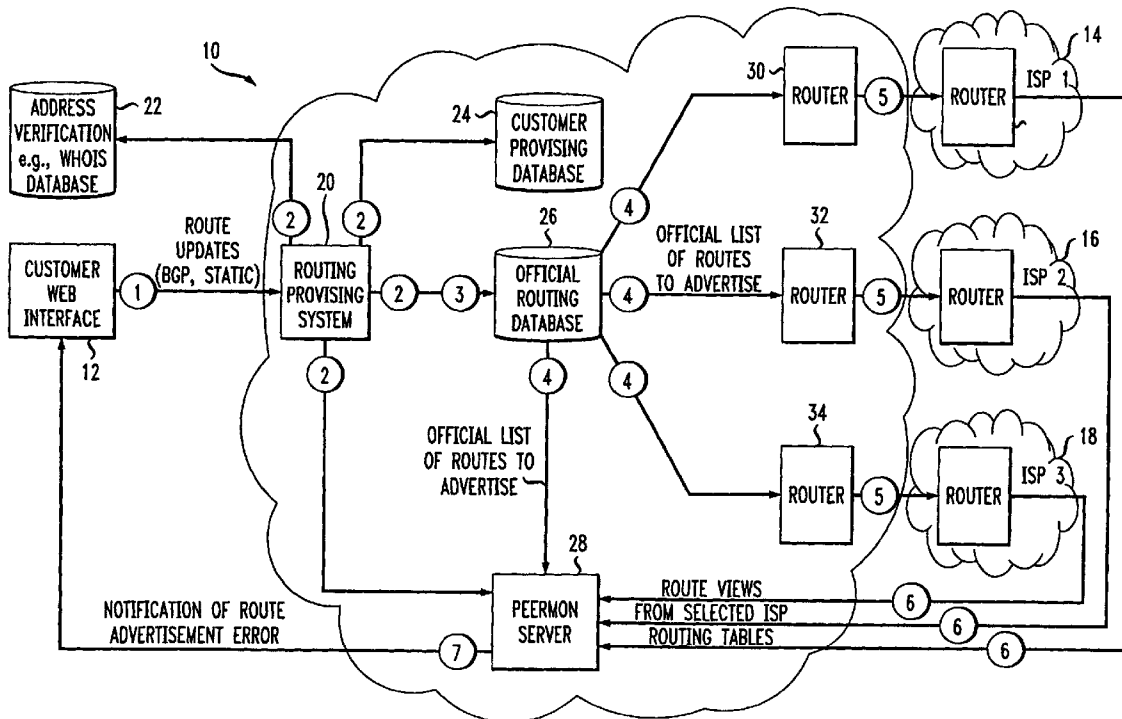 10
14
ADDRESS
VERIFICATION
e.g., WHOIS
DATABASE
22
24
CUSTOMER
PROVISING
DATABASE
30
ROUTER
5
ROUTER
ISP 1
2
20
2
ROUTE
UPDATES
(BGP, STATIC)
CUSTOMER
WEB
INTERFACE
12
1
ROUTING
PROVISING
SYSTEM
2
3
26
OFFICIAL
ROUTING
DATABASE
4
4
4
OFFICIAL LIST
OF ROUTES
TO ADVERTISE
32
ROUTER
5
ROUTER
ISP 2
16
2
4
OFFICIAL LIST
OF ROUTES TO
ADVERTISE
34
ROUTER
5
ROUTER
ISP 3
18
28
PEERMON
SERVER
ROUTE VIEWS
FROM SELECTED ISP
ROUTING TABLES
6
6
6
NOTIFICATION OF ROUTE
ADVERTISEMENT ERROR
7